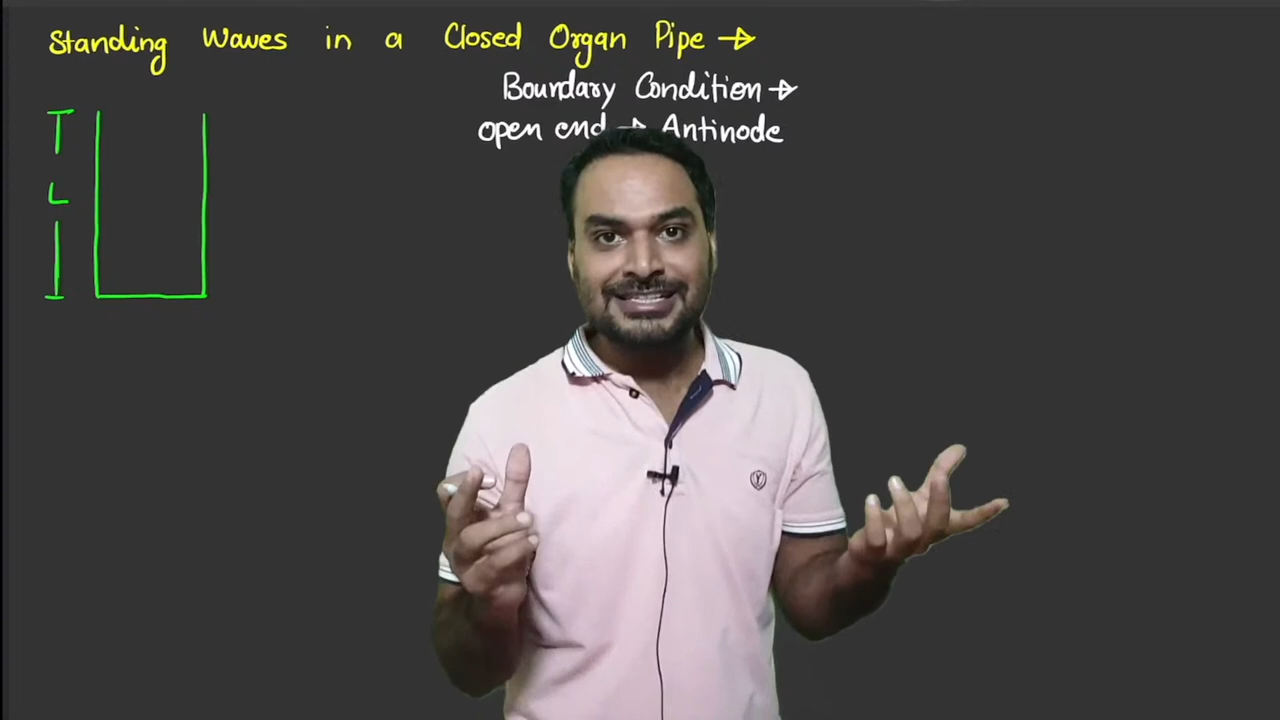 Standing Waves in a Closed Organ Pipe →
Boundary Condition →
open end → Antinode
L